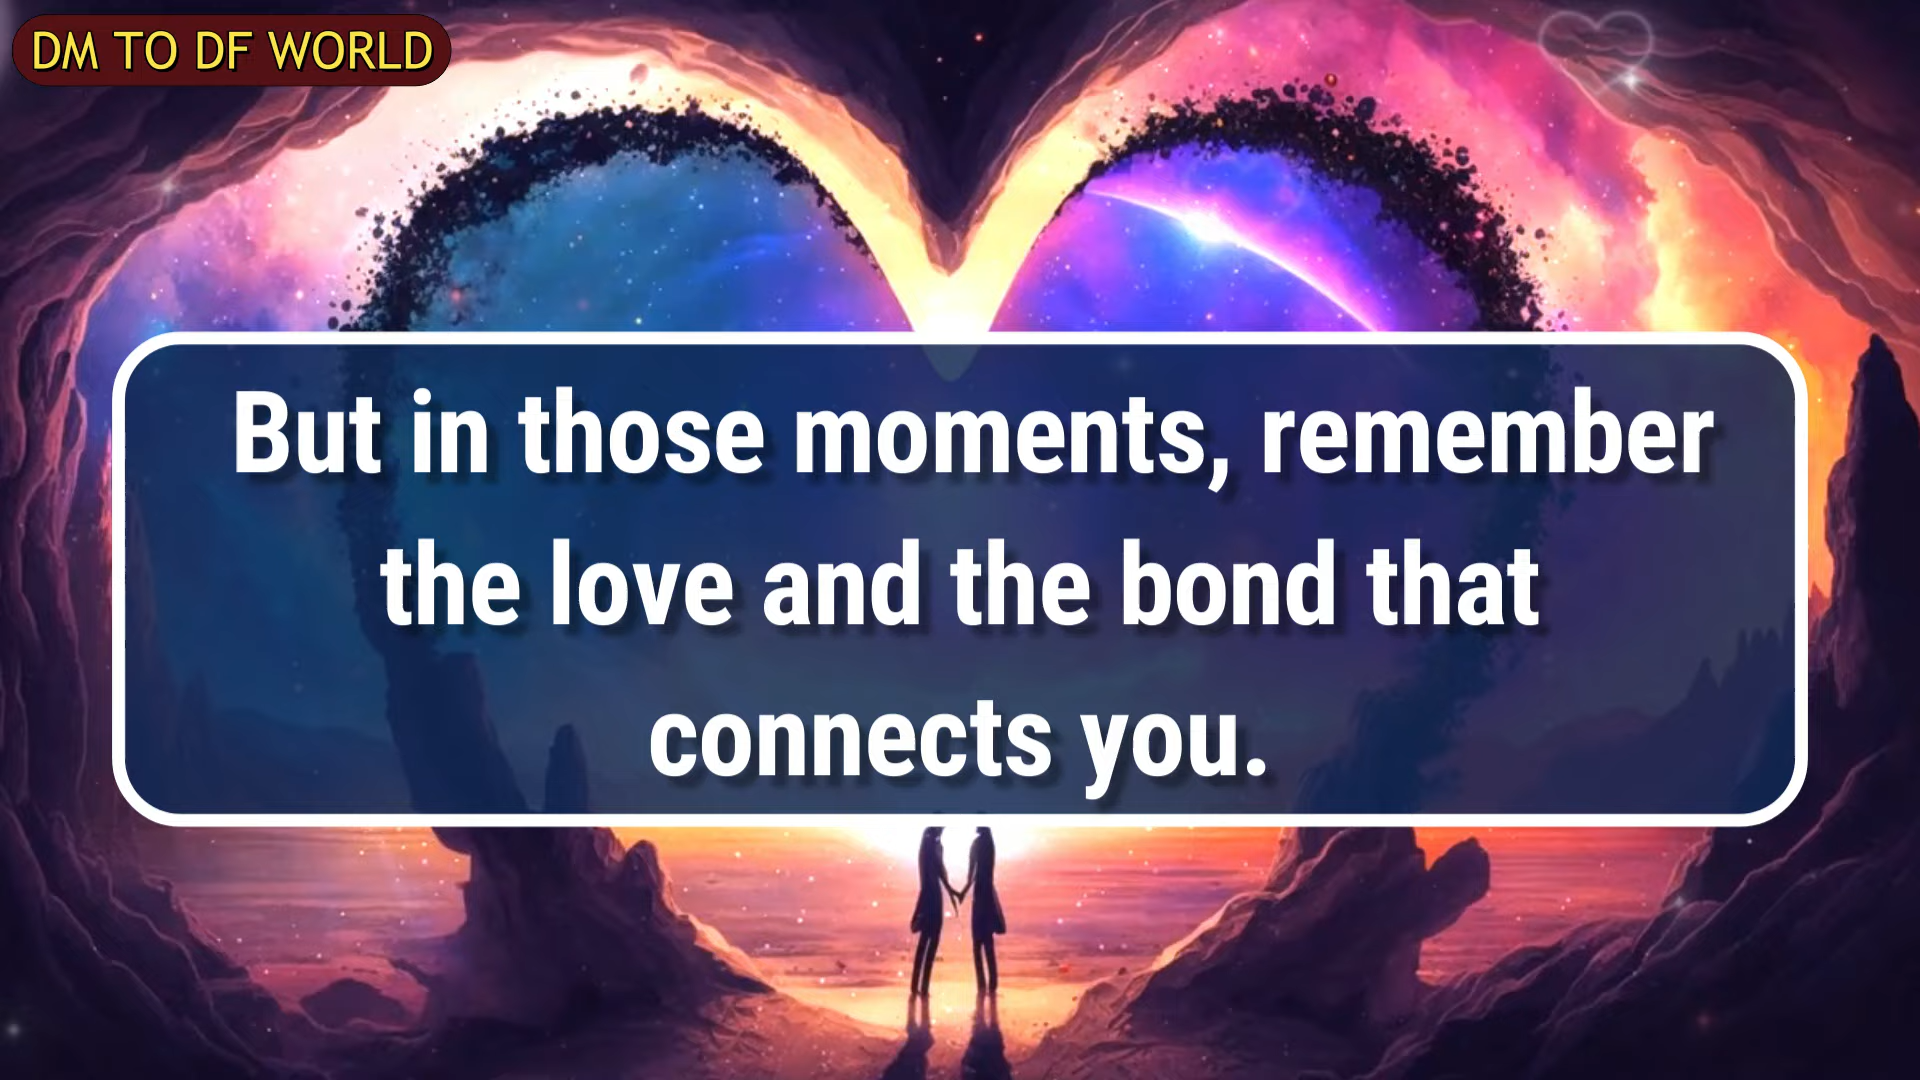 DM TO DF WORLD
But in those moments, remember
the love and the bond that
connects you.